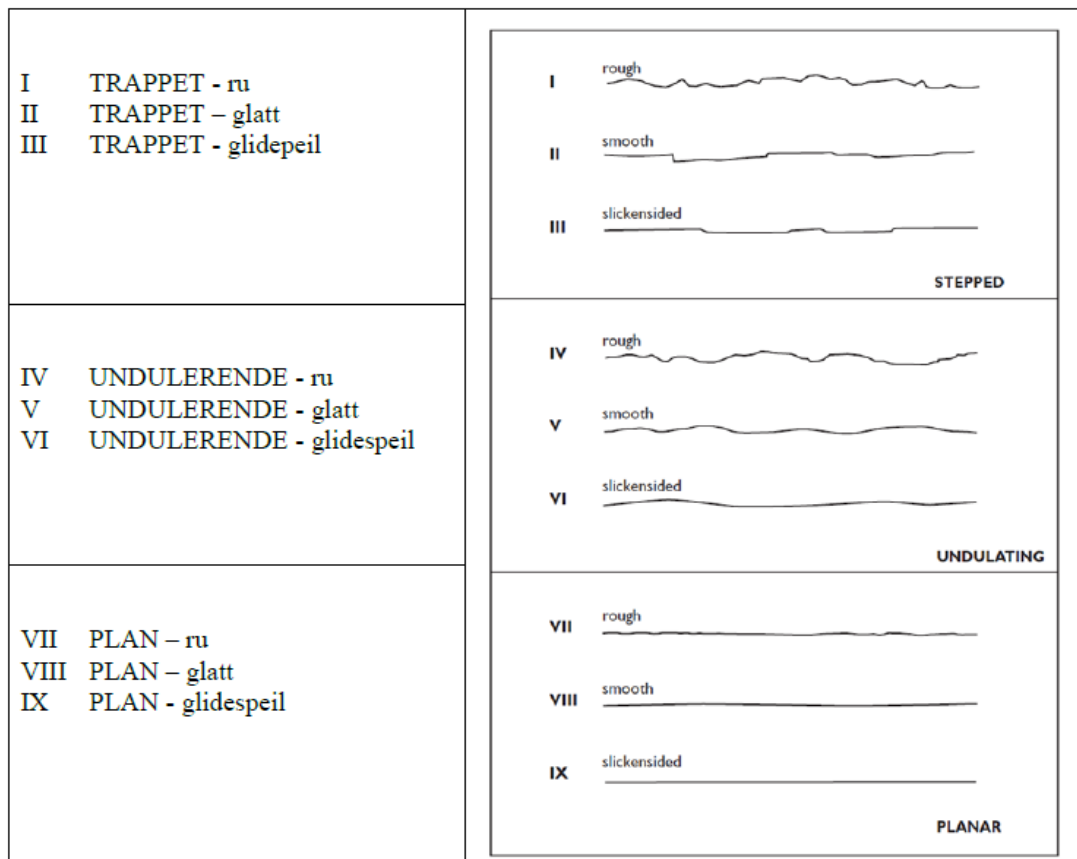 I TRAPPET - ru
II TRAPPET – glatt
III TRAPPET - glidepeil
I rough
II smooth
III slickensided
STEPPED
IV UNDULERENDE - ru
V UNDULERENDE - glatt
VI UNDULERENDE - glidespeil
IV rough
V smooth
VI slickensided
UNDULATING
VII PLAN – ru
VIII PLAN – glatt
IX PLAN - glidespeil
VII rough
VIII smooth
IX slickensided
PLANAR